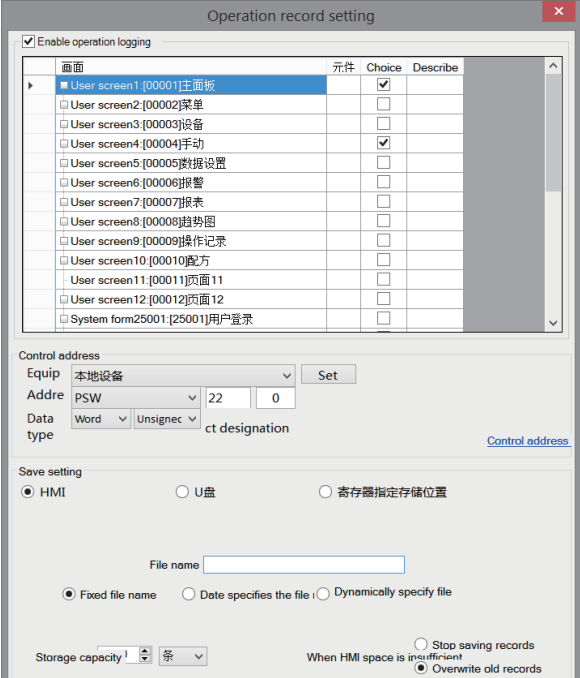 Operation record setting
Enable operation logging
画面 元件 Choice Describe
User screen1:[00001]主面板
User screen2:[00002]菜单
User screen3:[00003]设备
User screen4:[00004]手动
User screen5:[00005]数据设置
User screen6:[00006]报警
User screen7:[00007]报表
User screen8:[00008]趋势图
User screen9:[00009]操作记录
User screen10:[00010]配方
User screen11:[00011]页面11
User screen12:[00012]页面12
System form25001:[25001]用户登录
Control address
Equip 本地设备 Set
Addre PSW 22 0
Data type Word Unsignec ct designation
Control address
Save setting
HMI U盘 寄存器指定存储位置
File name
Fixed file name Date specifies the file Dynamically specify file
Stop saving records
Storage capacity 条 When HMI space is insufficient
Overwrite old records